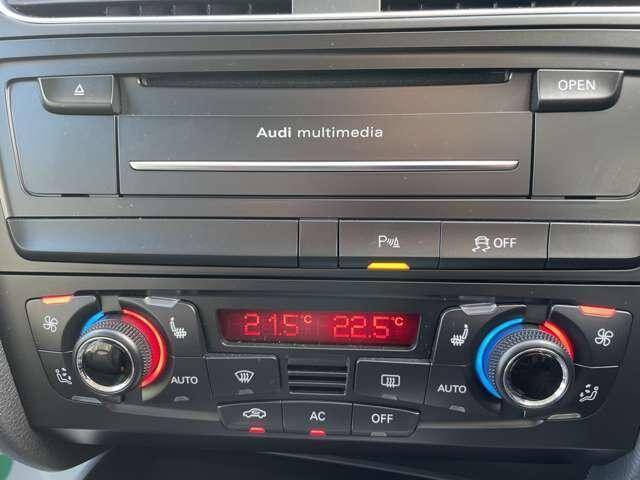 OPEN
Audi multimedia
P OFF
21.5°C 22.5°C
AUTO AUTO
AC OFF